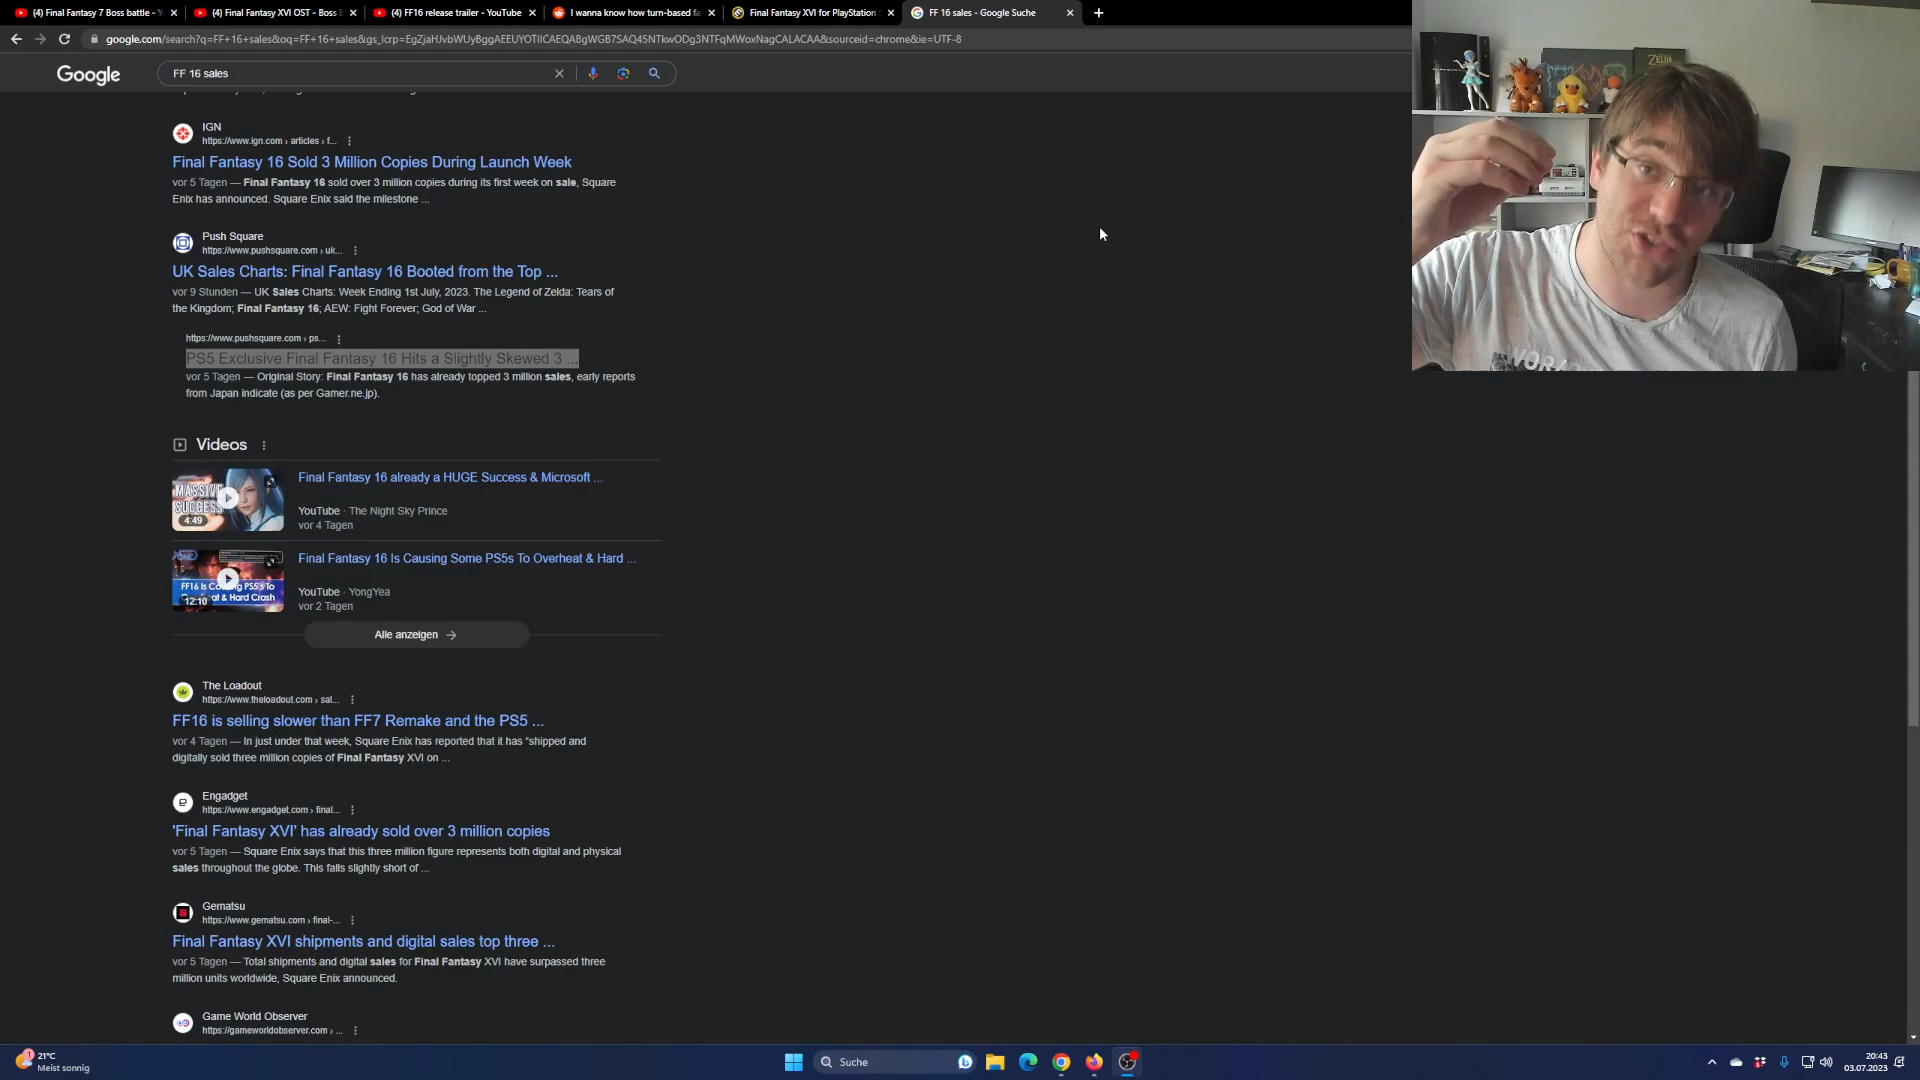 (4) Final Fantasy 7 Boss battle - Y
(4) Final Fantasy XVI OST - Boss B
(4) FF16 release trailer - YouTube
I wanna know how turn-based fa
Final Fantasy XVI for PlayStation
FF 16 sales - Google Suche
Google
FF 16 sales
IGN
https://www.ign.com › articles › f...
Final Fantasy 16 Sold 3 Million Copies During Launch Week
vor 5 Tagen — Final Fantasy 16 sold over 3 million copies during its first week on sale, Square
Enix has announced. Square Enix said the milestone ...
Push Square
https://www.pushsquare.com › uk...
UK Sales Charts: Final Fantasy 16 Booted from the Top ...
vor 9 Stunden — UK Sales Charts: Week Ending 1st July, 2023. The Legend of Zelda: Tears of
the Kingdom; Final Fantasy 16; AEW: Fight Forever; God of War ...
https://www.pushsquare.com › ps...
PS5 Exclusive Final Fantasy 16 Hits a Slightly Skewed 3 ...
vor 5 Tagen — Original Story: Final Fantasy 16 has already topped 3 million sales, early reports
from Japan indicate (as per Gamer.ne.jp).
Videos
MASSIVE
SUCCESS
4:49
Final Fantasy 16 already a HUGE Success & Microsoft ...
YouTube · The Night Sky Prince
vor 4 Tagen
FF16 Is Causing PS5's To
& Hard Crash
12:10
Final Fantasy 16 Is Causing Some PS5s To Overheat & Hard ...
YouTube · YongYea
vor 2 Tagen
Alle anzeigen
The Loadout
https://www.theloadout.com › sal...
FF16 is selling slower than FF7 Remake and the PS5 ...
vor 4 Tagen — In just under that week, Square Enix has reported that it has “shipped and
digitally sold three million copies of Final Fantasy XVI on ...
Engadget
https://www.engadget.com › final...
'Final Fantasy XVI' has already sold over 3 million copies
vor 5 Tagen — Square Enix says that this three million figure represents both digital and physical
sales throughout the globe. This falls slightly short of ...
Gematsu
https://www.gematsu.com › final-...
Final Fantasy XVI shipments and digital sales top three ...
vor 5 Tagen — Total shipments and digital sales for Final Fantasy XVI have surpassed three
million units worldwide, Square Enix announced.
Game World Observer
https://gameworldobserver.com › ...
ZELDA
21°C
Meist sonnig
Suche
20:43
03.07.2023